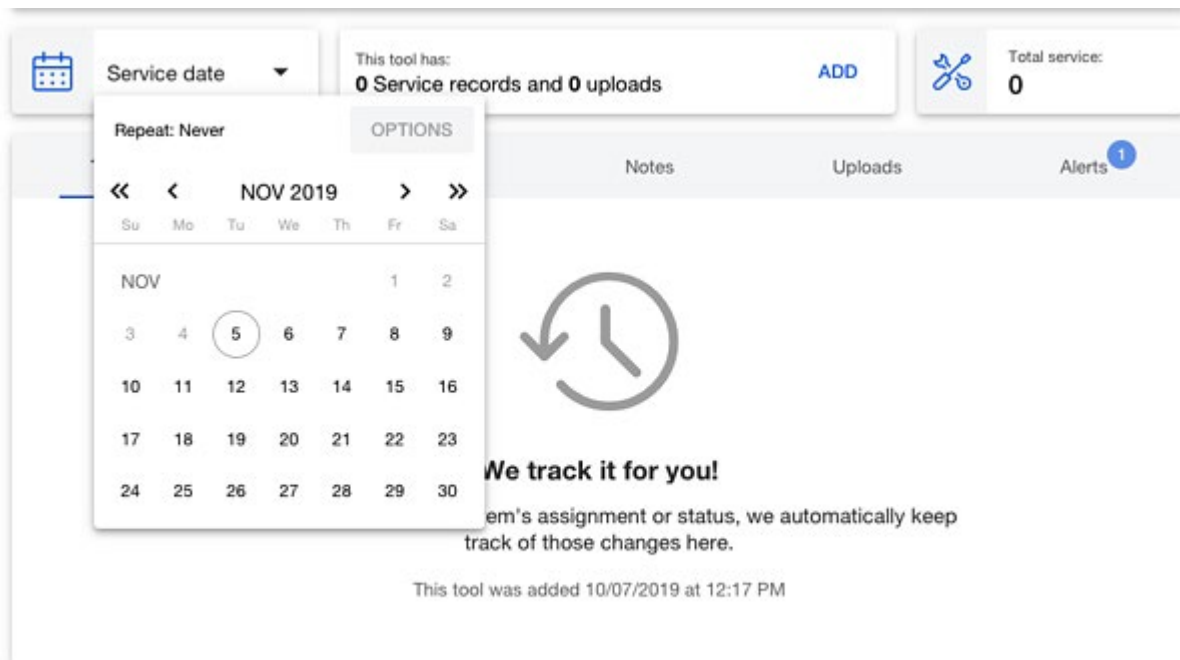 Service date
This tool has:
0 Service records and 0 uploads
ADD
Total service:
0
Repeat: Never
OPTIONS
Notes
Uploads
Alerts
1
NOV 2019
Su Mo Tu We Th Fr Sa
NOV 1 2
3 4 5 6 7 8 9
10 11 12 13 14 15 16
17 18 19 20 21 22 23
24 25 26 27 28 29 30
We track it for you!
assignment or status, we automatically keep
track of those changes here.
This tool was added 10/07/2019 at 12:17 PM